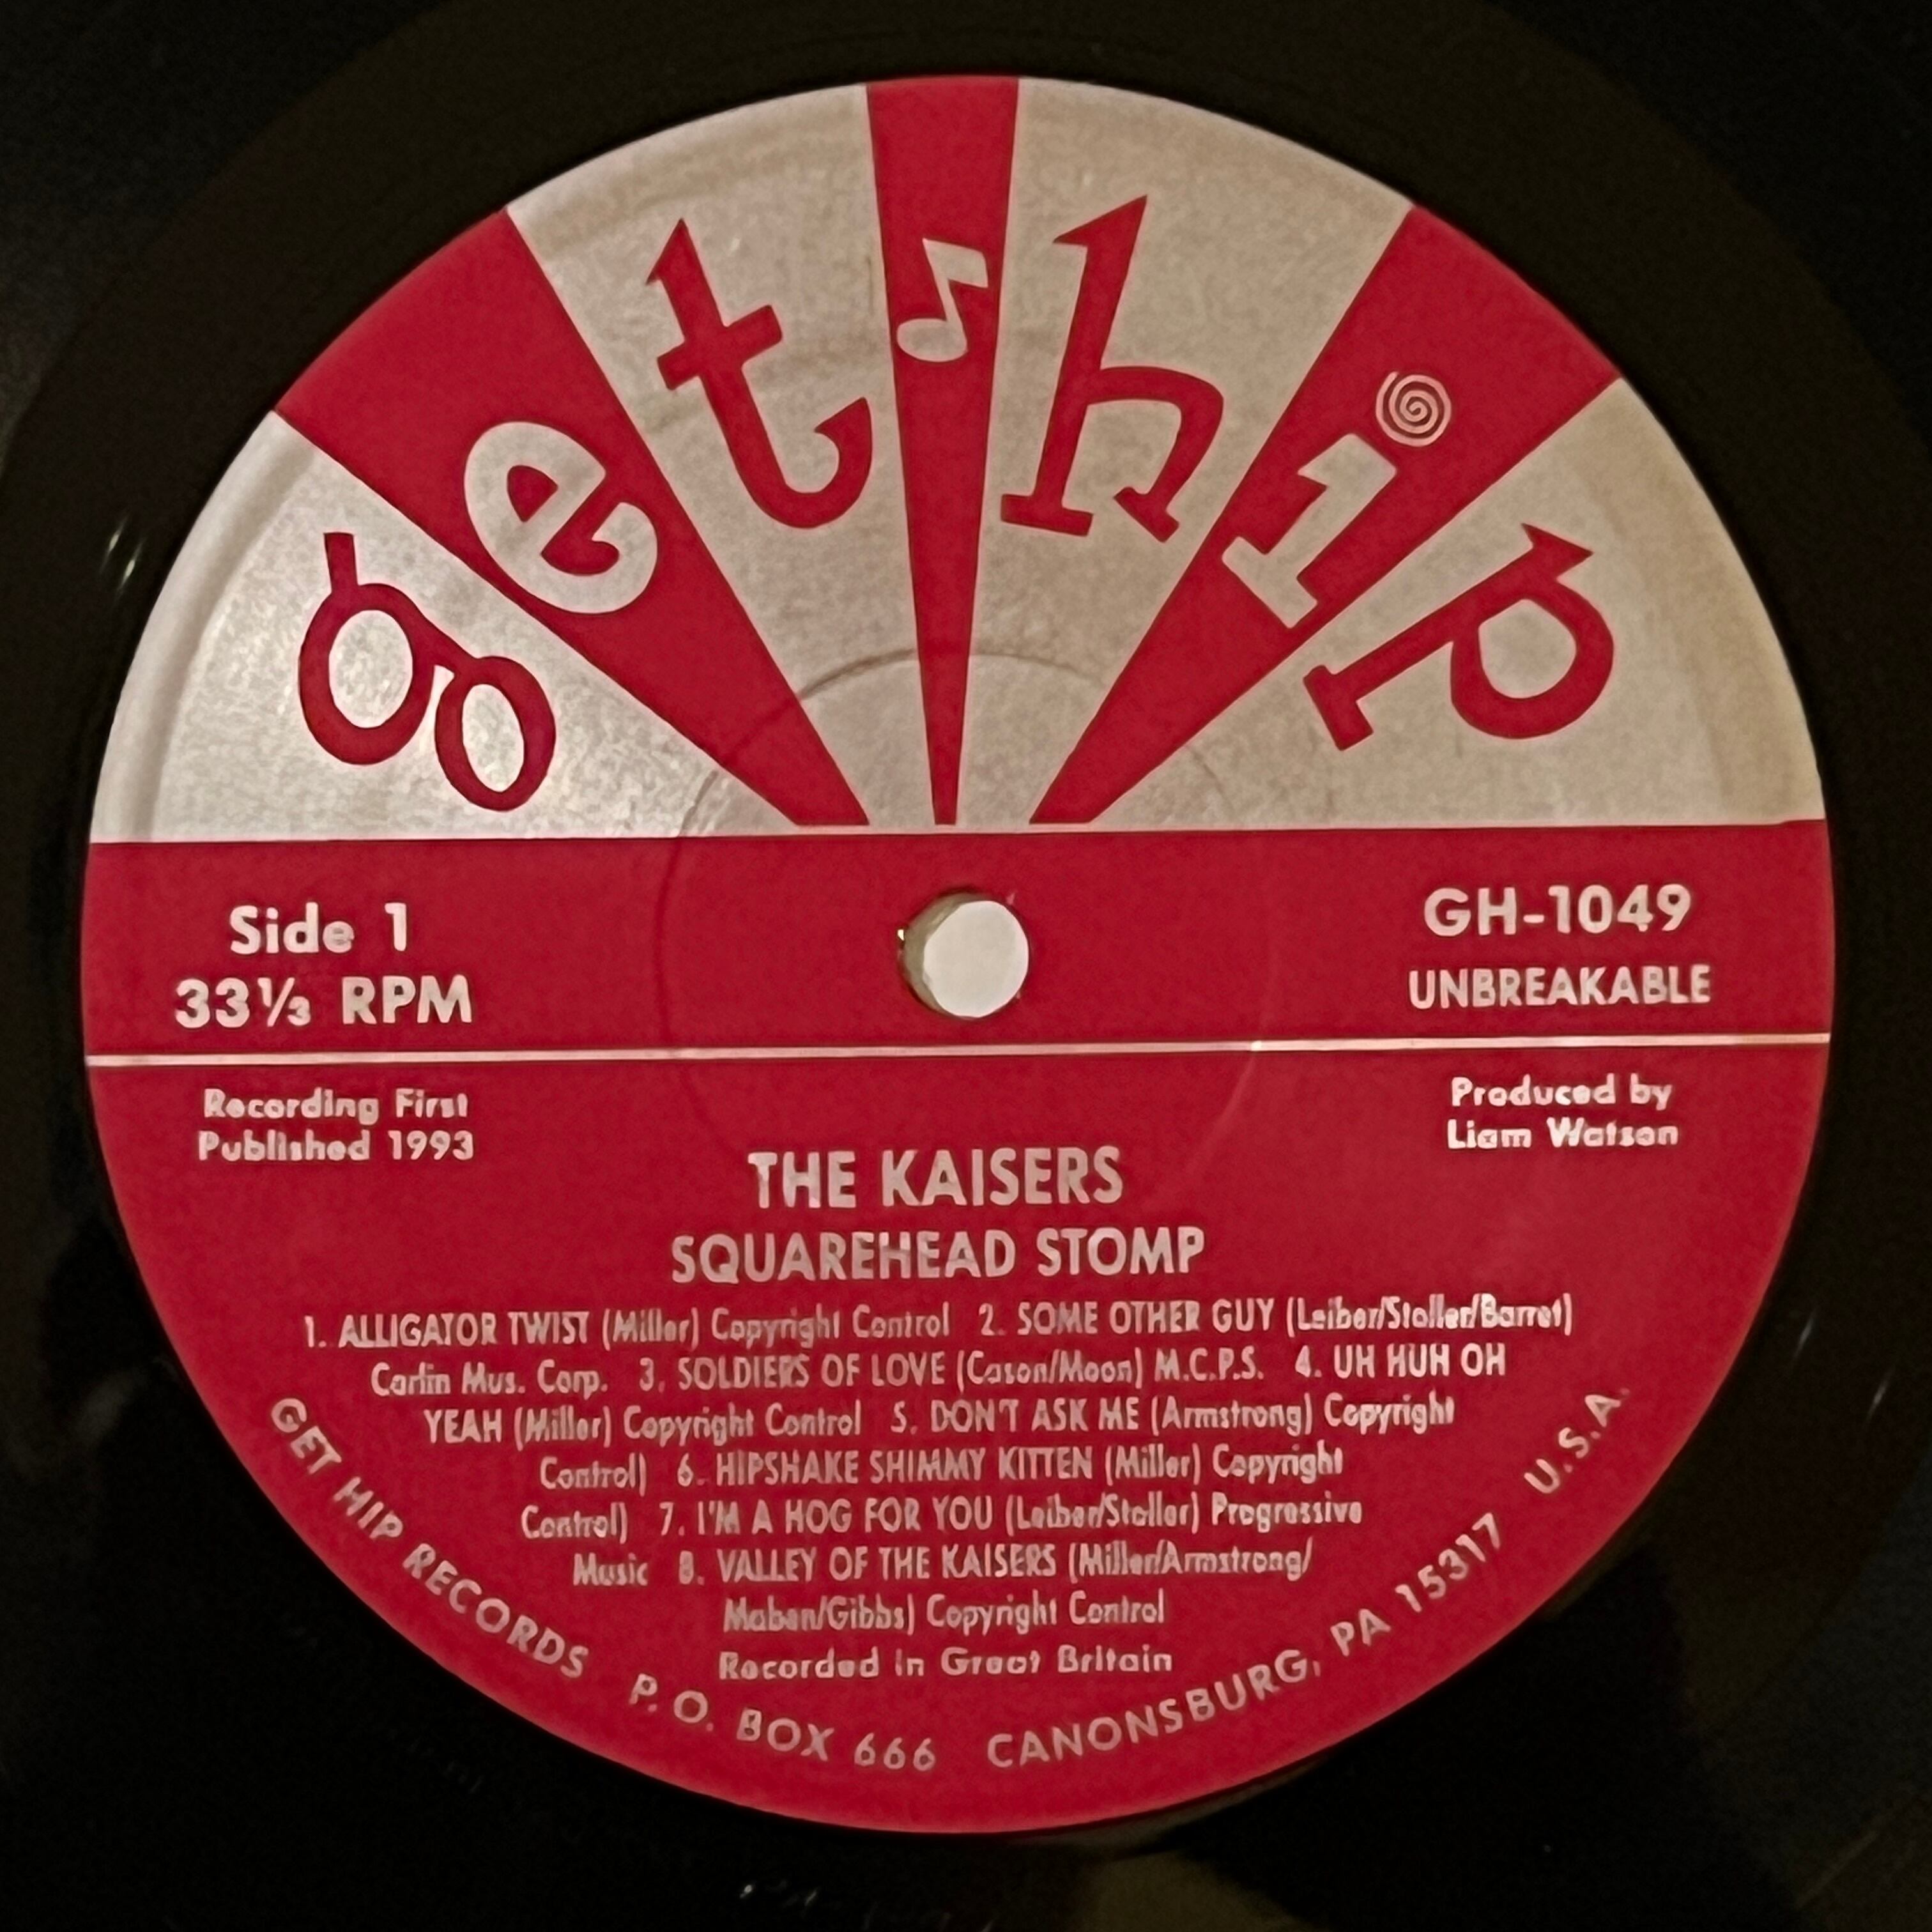 get hip
Side 1
33⅓ RPM
GH-1049
UNBREAKABLE
Recording First
Published 1993
Produced by
Liam Watson
THE KAISERS
SQUAREHEAD STOMP
1. ALLIGATOR TWIST (Miller) Copyright Control 2. SOME OTHER GUY (Leiber/Stoller/Barret)
Carlin Mus. Corp. 3. SOLDIERS OF LOVE (Cason/Moon) M.C.P.S. 4. UH HUH OH
YEAH (Miller) Copyright Control 5. DON'T ASK ME (Armstrong) Copyright
Control) 6. HIPSHAKE SHIMMY KITTEN (Miller) Copyright
Control) 7. I'M A HOG FOR YOU (Leiber/Stoller) Progressive
Music 8. VALLEY OF THE KAISERS (Miller/Armstrong/
Maben/Gibbs) Copyright Control
Recorded in Great Britain
GET HIP RECORDS P.O. BOX 666 CANONSBURG, PA 15317 U.S.A.